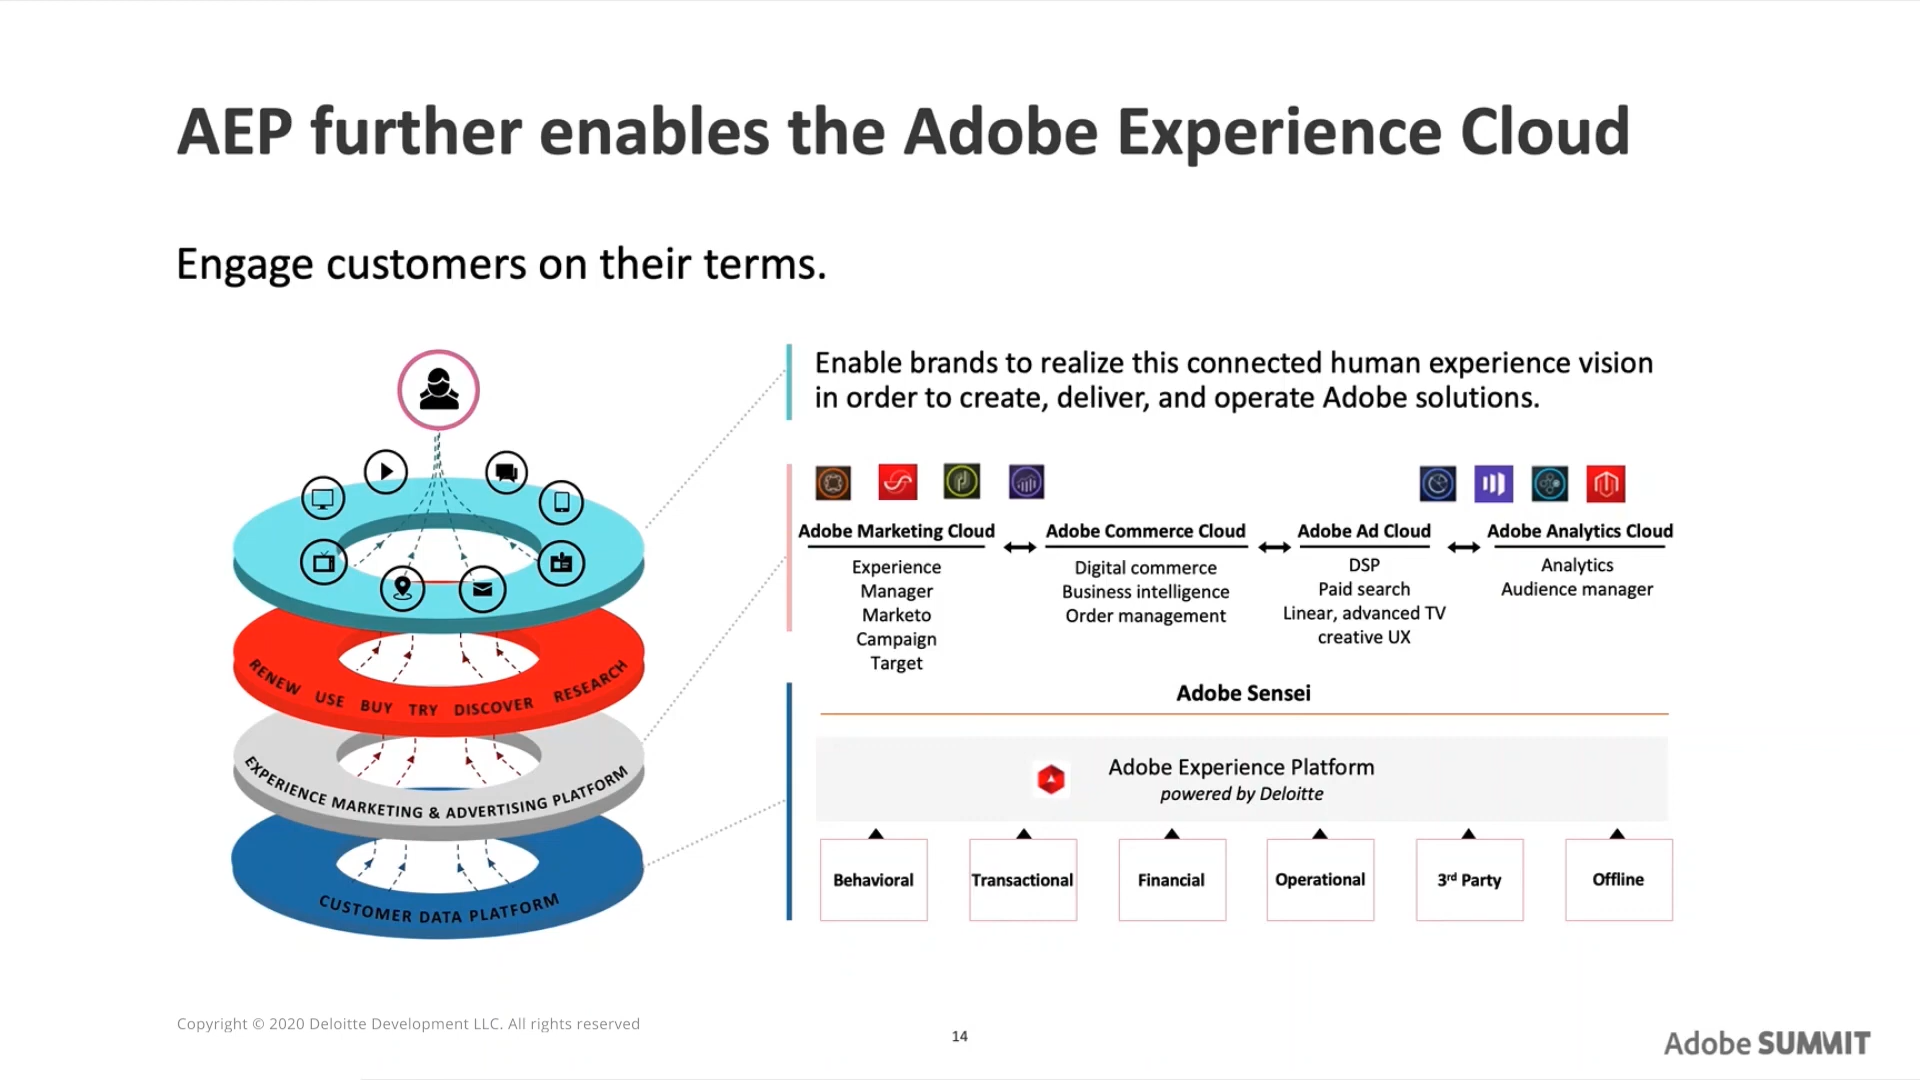 AEP further enables the Adobe Experience Cloud
Engage customers on their terms.
RENEW USE BUY TRY DISCOVER RESEARCH
EXPERIENCE MARKETING & ADVERTISING PLATFORM
CUSTOMER DATA PLATFORM
Enable brands to realize this connected human experience vision
in order to create, deliver, and operate Adobe solutions.
Adobe Marketing Cloud
Experience
Manager
Marketo
Campaign
Target
Adobe Commerce Cloud
Digital commerce
Business intelligence
Order management
Adobe Ad Cloud
DSP
Paid search
Linear, advanced TV
creative UX
Adobe Analytics Cloud
Analytics
Audience manager
Adobe Sensei
Adobe Experience Platform
powered by Deloitte
Behavioral
Transactional
Financial
Operational
3rd Party
Offline
Copyright © 2020 Deloitte Development LLC. All rights reserved
14
Adobe SUMMIT